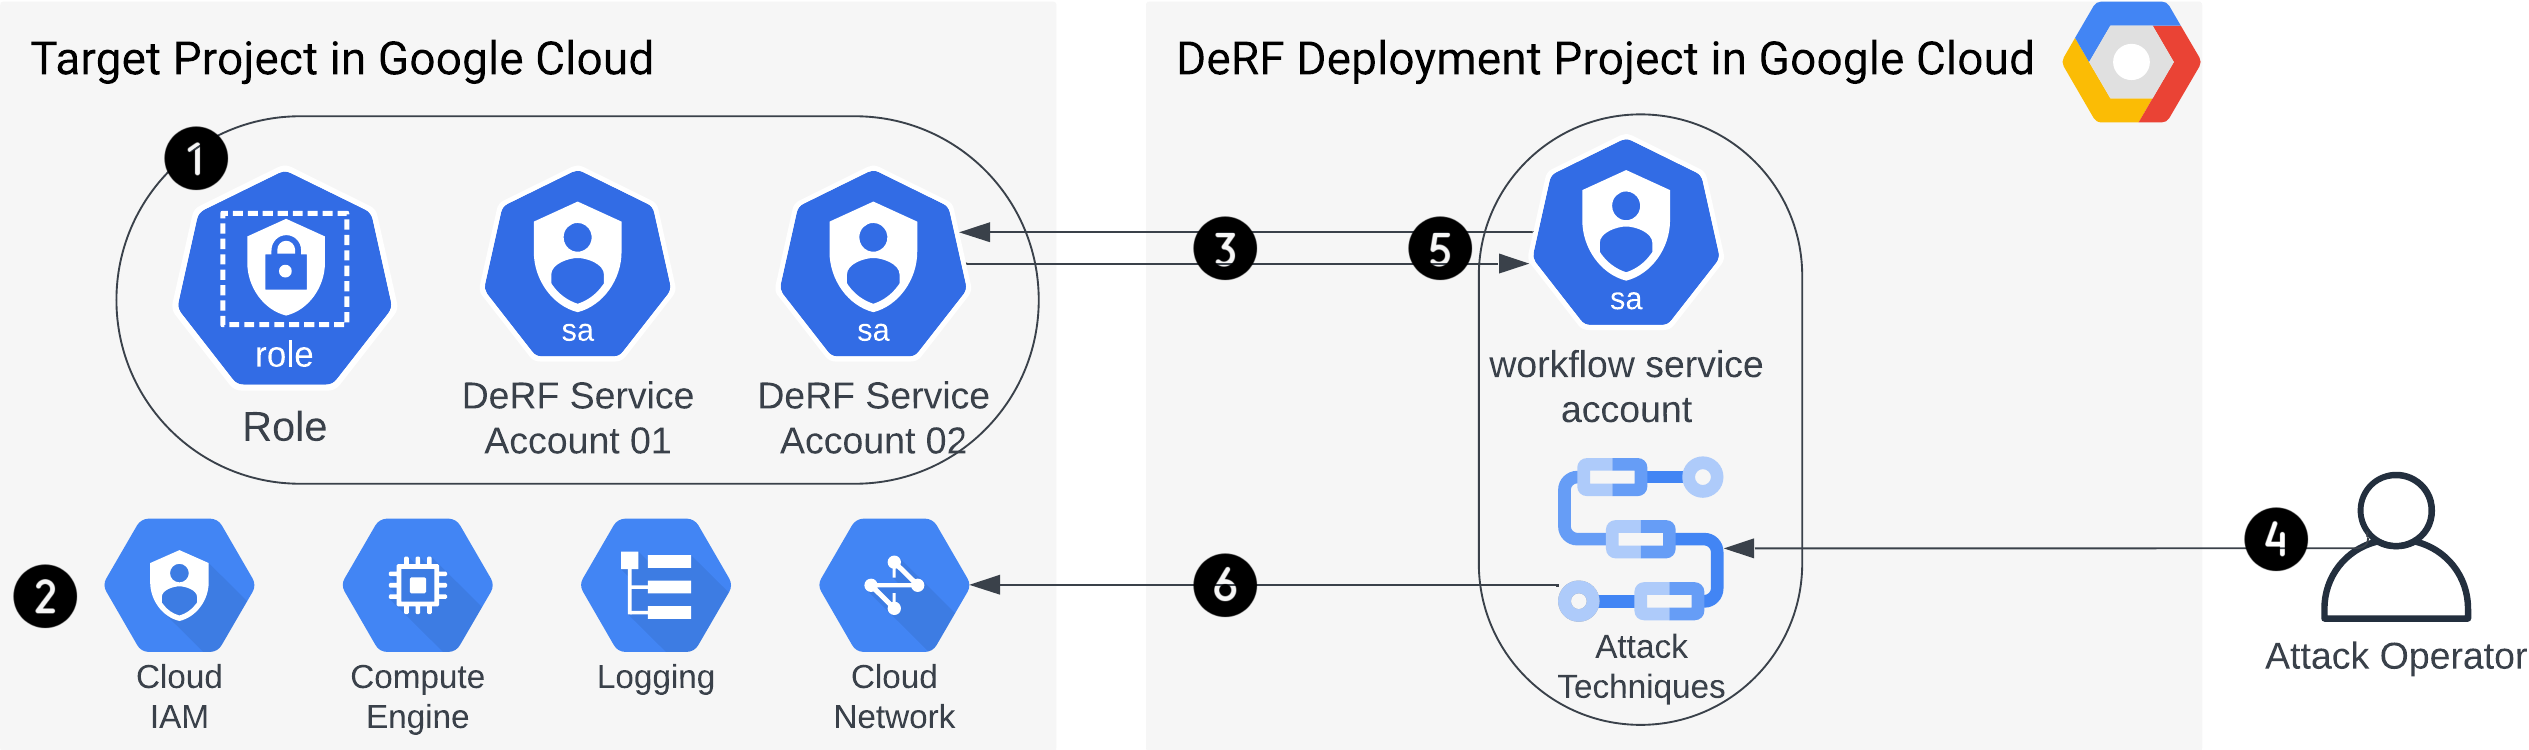 Target Project in Google Cloud
1
role
Role
sa
DeRF Service
Account 01
sa
DeRF Service
Account 02
2
Cloud
IAM
Compute
Engine
Logging
Cloud
Network
3
5
6
DeRF Deployment Project in Google Cloud
sa
workflow service
account
Attack
Techniques
4
Attack Operator